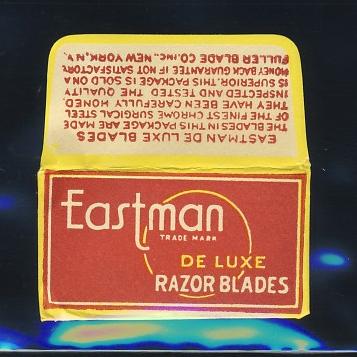 EASTMAN DE LUXE BLADES
THE BLADES IN THIS PACKAGE ARE MADE
OF THE FINEST CHROME SURGICAL STEEL
THEY HAVE BEEN CAREFULLY HONED,
INSPECTED AND TESTED THE QUALITY
IS SUPERIOR. THIS PACKAGE IS SOLD ON A
MONEY BACK GUARANTEE IF NOT SATISFACTORY.
FULLER BLADE CO., INC., NEW YORK, N.Y.
Eastman
TRADE MARK
DE LUXE
RAZOR BLADES